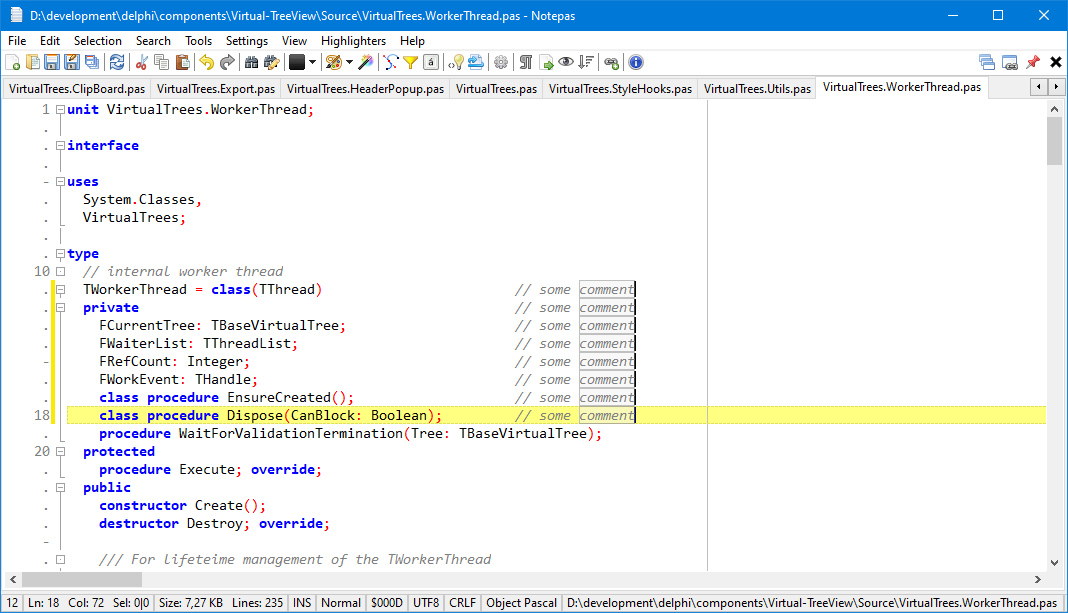 D:\development\delphi\components\Virtual-TreeView\Source\VirtualTrees.WorkerThread.pas - Notepas
File Edit Selection Search Tools Settings View Highlighters Help
VirtualTrees.ClipBoard.pas VirtualTrees.Export.pas VirtualTrees.HeaderPopup.pas VirtualTrees.pas VirtualTrees.StyleHooks.pas VirtualTrees.Utils.pas VirtualTrees.WorkerThread.pas
1 unit VirtualTrees.WorkerThread;
interface
uses
System.Classes,
VirtualTrees;
type
10 // internal worker thread
TWorkerThread = class(TThread) // some comment
private // some comment
FCurrentTree: TBaseVirtualTree; // some comment
FWaiterList: TThreadList; // some comment
FRefCount: Integer; // some comment
FWorkEvent: THandle; // some comment
class procedure EnsureCreated(); // some comment
18 class procedure Dispose(CanBlock: Boolean); // some comment
procedure WaitForValidationTermination(Tree: TBaseVirtualTree);
20 protected
procedure Execute; override;
public
constructor Create();
destructor Destroy; override;
/// For lifeteime management of the TWorkerThread
12 Ln: 18 Col: 72 Sel: 0|0 Size: 7,27 KB Lines: 235 INS Normal $000D UTF8 CRLF Object Pascal D:\development\delphi\components\Virtual-TreeView\Source\VirtualTrees.WorkerThread.pas